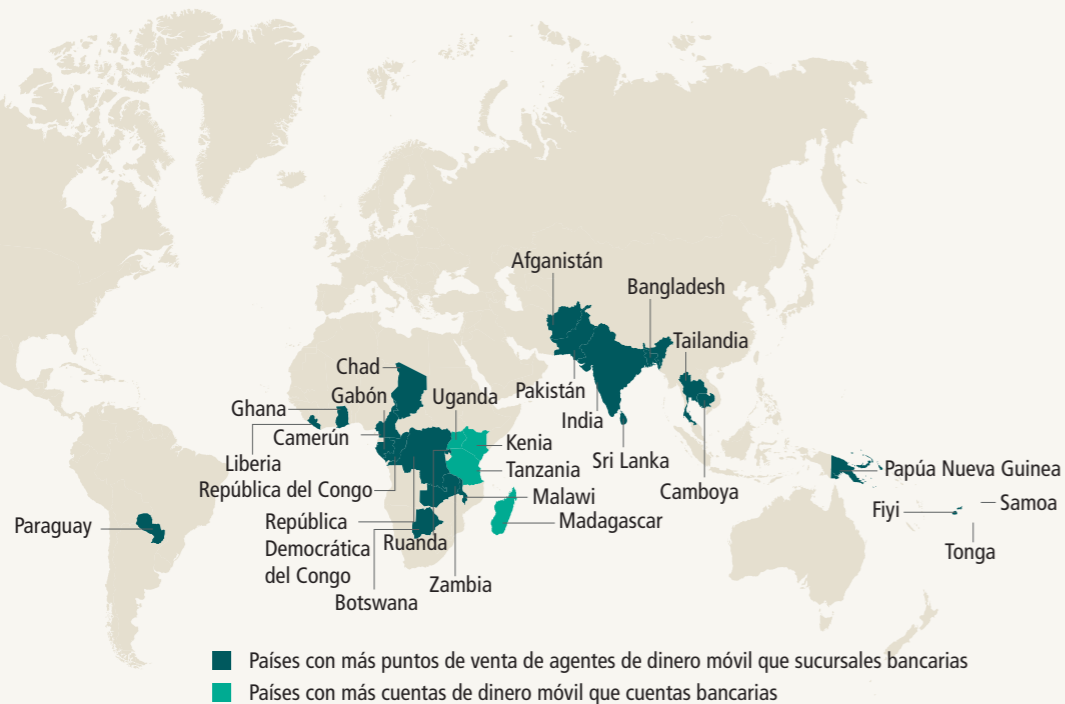 Afganistán
Bangladesh
Tailandia
Chad
Gabón
Uganda
Pakistán
India
Ghana
Camerún
Kenia
Sri Lanka
Liberia
Tanzania
Papúa Nueva Guinea
República del Congo
Malawi
Camboya
Samoa
Fiyi
Paraguay
República
Democrática
del Congo
Ruanda
Madagascar
Tonga
Zambia
Botswana
Países con más puntos de venta de agentes de dinero móvil que sucursales bancarias
Países con más cuentas de dinero móvil que cuentas bancarias